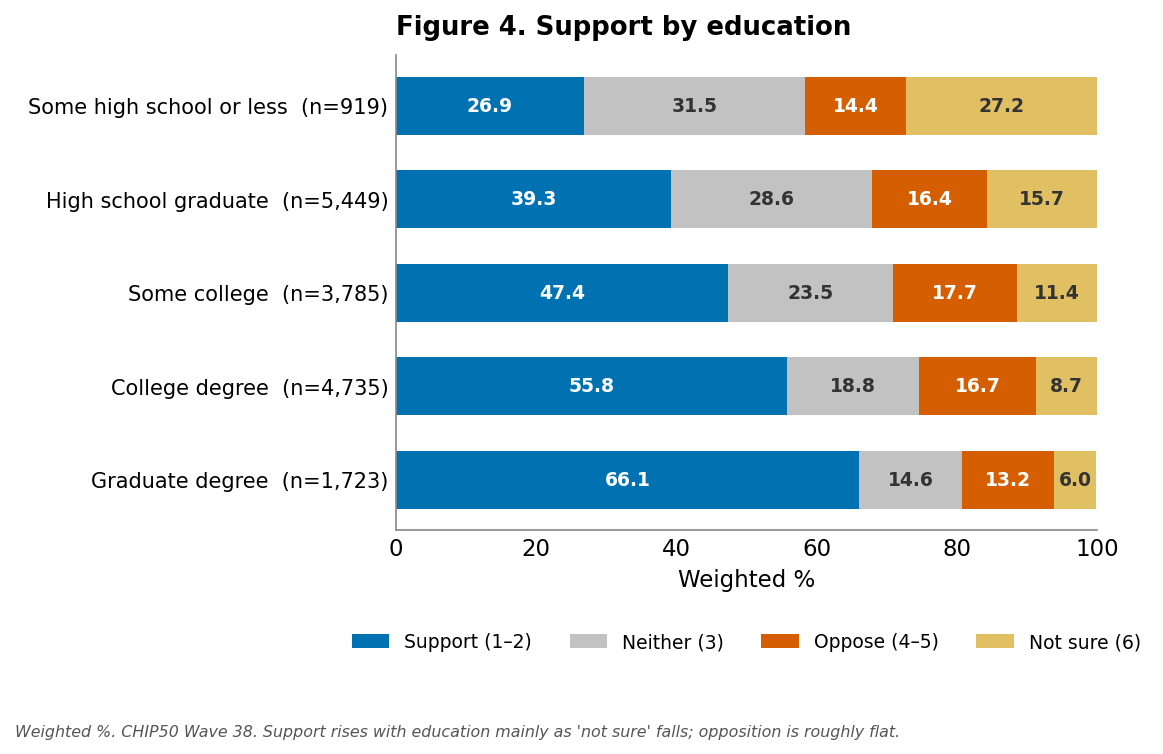 Figure 4. Support by education
Some high school or less (n=919)
26.9
31.5
14.4
27.2
High school graduate (n=5,449)
39.3
28.6
16.4
15.7
Some college (n=3,785)
47.4
23.5
17.7
11.4
College degree (n=4,735)
55.8
18.8
16.7
8.7
Graduate degree (n=1,723)
66.1
14.6
13.2
6.0
0 20 40 60 80 100
Weighted %
Support (1–2) Neither (3) Oppose (4–5) Not sure (6)
Weighted %. CHIP50 Wave 38. Support rises with education mainly as 'not sure' falls; opposition is roughly flat.